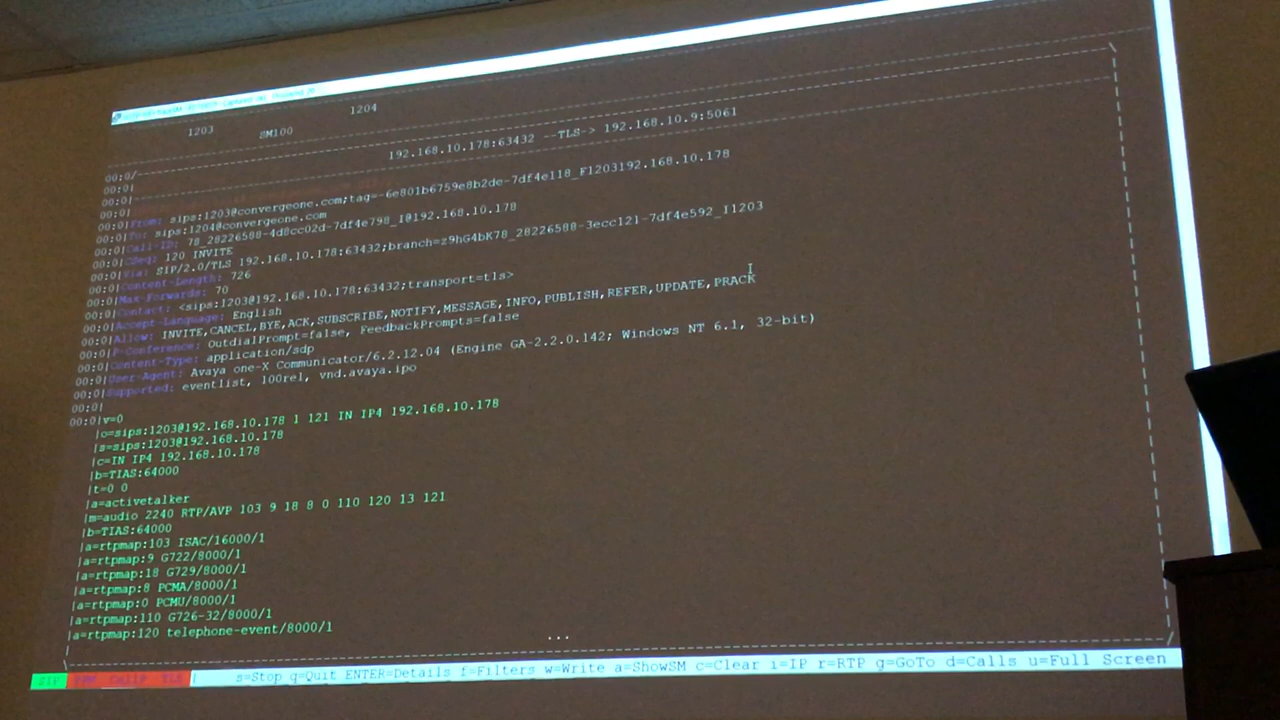 1204
1203 SM100
192.168.10.178:63432 --TLS-> 192.168.10.9:5061
00:0/
00:0|
00:0|
00:0|From: sips:1203@convergeone.com;tag=-6e801b6759e8b2de-7df4e118_F1203192.168.10.178
00:0|To: sips:1204@convergeone.com
00:0|Call-ID: 78_28226588-4d8cc02d-7df4e798_I@192.168.10.178
00:0|CSeq: 120 INVITE
00:0|Via: SIP/2.0/TLS 192.168.10.178:63432;branch=z9hG4bK78_28226588-3ecc121-7df4e592_I1203
00:0|Content-Length: 726
00:0|Max-Forwards: 70
00:0|Contact: <sips:1203@192.168.10.178:63432;transport=tls>
00:0|Accept-Language: English
00:0|Allow: INVITE,CANCEL,BYE,ACK,SUBSCRIBE,NOTIFY,MESSAGE,INFO,PUBLISH,REFER,UPDATE,PRACK
00:0|P-Conference: OutdialPrompt=false, FeedbackPrompts=false
00:0|Content-Type: application/sdp
00:0|User-Agent: Avaya one-X Communicator/6.2.12.04 (Engine GA-2.2.0.142; Windows NT 6.1, 32-bit)
00:0|Supported: eventlist, 100rel, vnd.avaya.ipo
00:0|
00:0|v=0
|o=sips:1203@192.168.10.178 1 121 IN IP4 192.168.10.178
|s=sips:1203@192.168.10.178
|c=IN IP4 192.168.10.178
|b=TIAS:64000
|t=0 0
|a=activetalker
|m=audio 2240 RTP/AVP 103 9 18 8 0 110 120 13 121
|b=TIAS:64000
|a=rtpmap:103 ISAC/16000/1
|a=rtpmap:9 G722/8000/1
|a=rtpmap:18 G729/8000/1
|a=rtpmap:8 PCMA/8000/1
|a=rtpmap:0 PCMU/8000/1
|a=rtpmap:110 G726-32/8000/1
|a=rtpmap:120 telephone-event/8000/1
...
SIP PPM CallP TLS | s=Stop q=Quit ENTER=Details f=Filters w=Write a=ShowSM c=Clear i=IP r=RTP g=GoTo d=Calls u=Full Screen